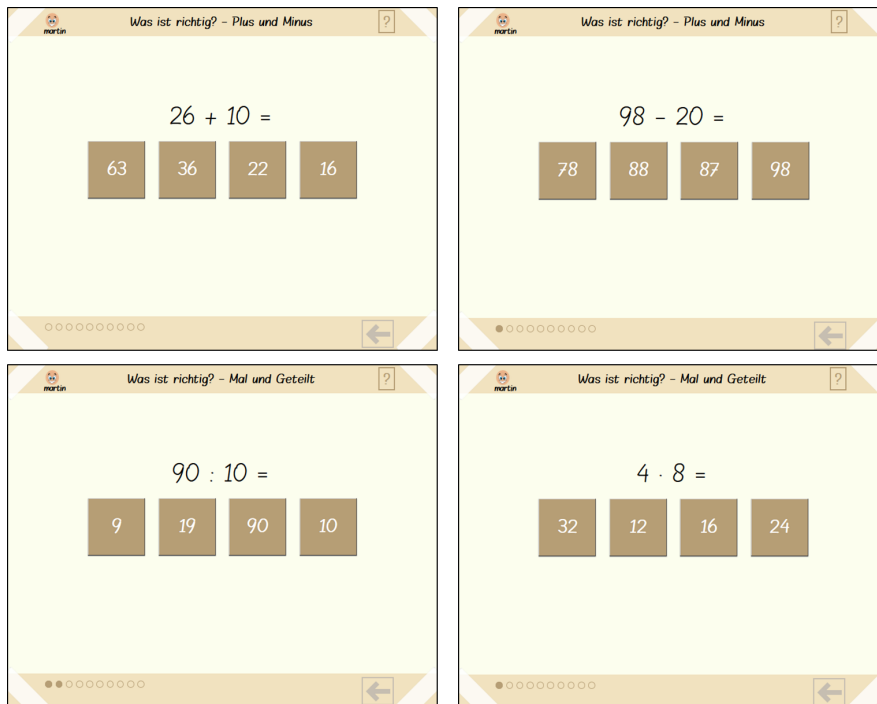 martin
Was ist richtig? - Plus und Minus
?
26 + 10 =
63 36 22 16
martin
Was ist richtig? - Plus und Minus
?
98 - 20 =
78 88 87 98
martin
Was ist richtig? - Mal und Geteilt
?
90 : 10 =
9 19 90 10
martin
Was ist richtig? - Mal und Geteilt
?
4 · 8 =
32 12 16 24